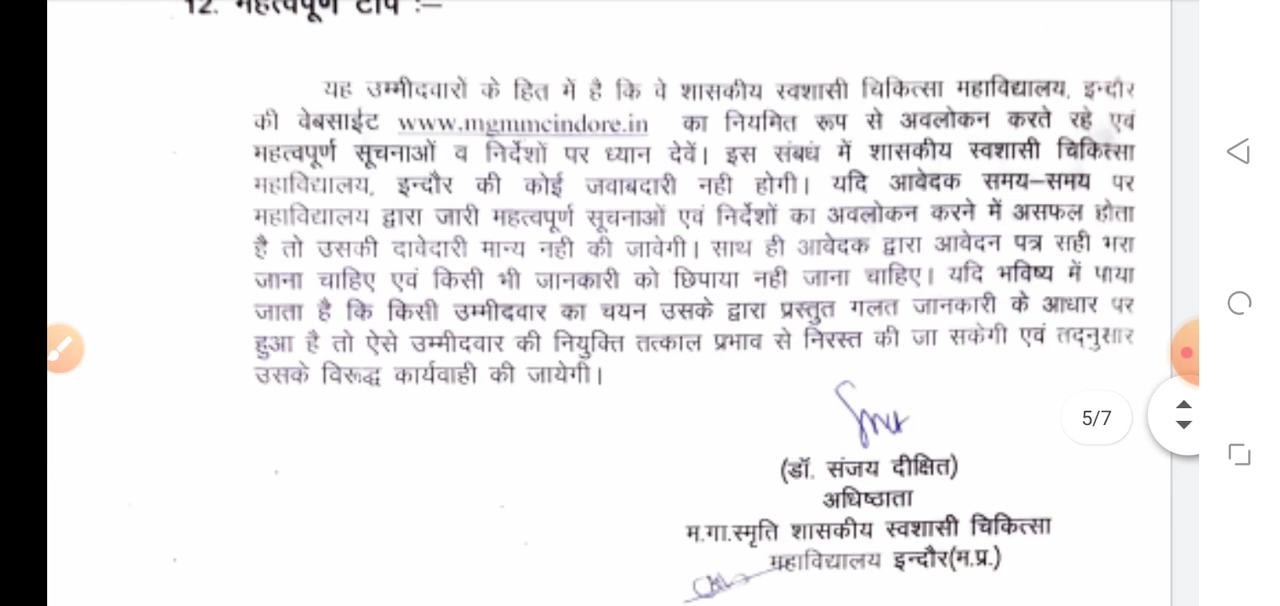 12. महत्वपूर्ण टीप :–
यह उम्मीदवारों के हित में है कि वे शासकीय स्वशासी चिकित्सा महाविद्यालय, इन्दौर
की वेबसाईट www.mgmmcindore.in का नियमित रूप से अवलोकन करते रहे एवं
महत्वपूर्ण सूचनाओं व निर्देशों पर ध्यान देवें। इस संबध में शासकीय स्वशासी चिकित्सा
महाविद्यालय, इन्दौर की कोई जवाबदारी नही होगी। यदि आवेदक समय–समय पर
महाविद्यालय द्वारा जारी महत्वपूर्ण सूचनाओं एवं निर्देशों का अवलोकन करने में असफल होता
है तो उसकी दावेदारी मान्य नही की जावेगी। साथ ही आवेदक द्वारा आवेदन पत्र सही भरा
जाना चाहिए एवं किसी भी जानकारी को छिपाया नही जाना चाहिए। यदि भविष्य में पाया
जाता है कि किसी उम्मीदवार का चयन उसके द्वारा प्रस्तुत गलत जानकारी के आधार पर
हुआ है तो ऐसे उम्मीदवार की नियुक्ति तत्काल प्रभाव से निरस्त की जा सकेगी एवं तद्नुसार
उसके विरूद्ध कार्यवाही की जायेगी।
5/7
(डॉ. संजय दीक्षित)
अधिष्ठाता
म.गा.स्मृति शासकीय स्वशासी चिकित्सा
महाविद्यालय इन्दौर(म.प्र.)